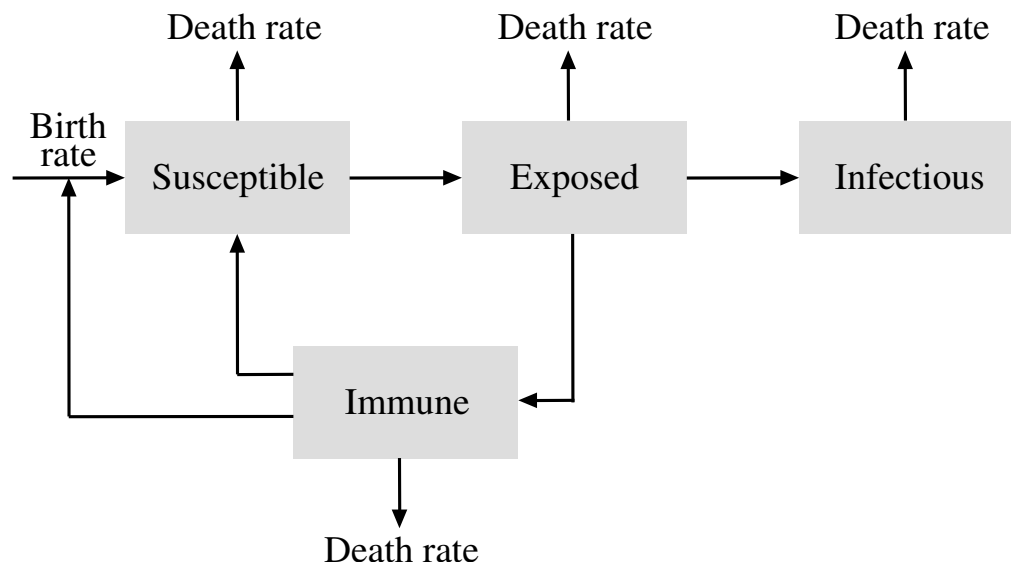 Death rate
Death rate
Death rate
Birth
rate
Susceptible
Exposed
Infectious
Immune
Death rate